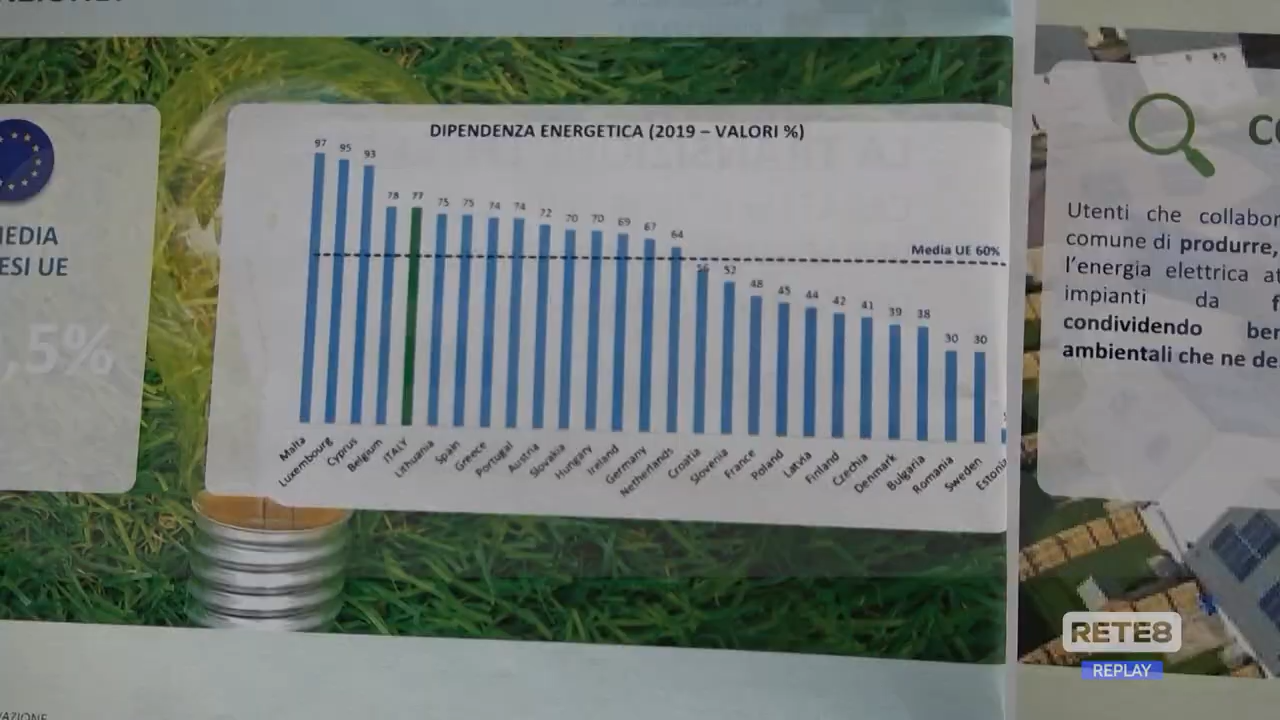 ESI UE
,5%
DIPENDENZA ENERGETICA (2019 – VALORI %)
97 95 93 78 77 75 75 74 74 72 70 70 69 67 64 56 52 48 45 44 42 41 39 38 30 30
Media UE 60%
Malta Luxembourg Cyprus Belgium ITALY Lithuania Spain Greece Portugal Austria Slovakia Hungary Ireland Germany Netherlands Croatia Slovenia France Poland Latvia Finland Czechia Denmark Bulgaria Romania Sweden Estonia
Utenti che collabor
comune di produrre,
l'energia elettrica at
impianti da f
condividendo ber
ambientali che ne de
RETE8
REPLAY